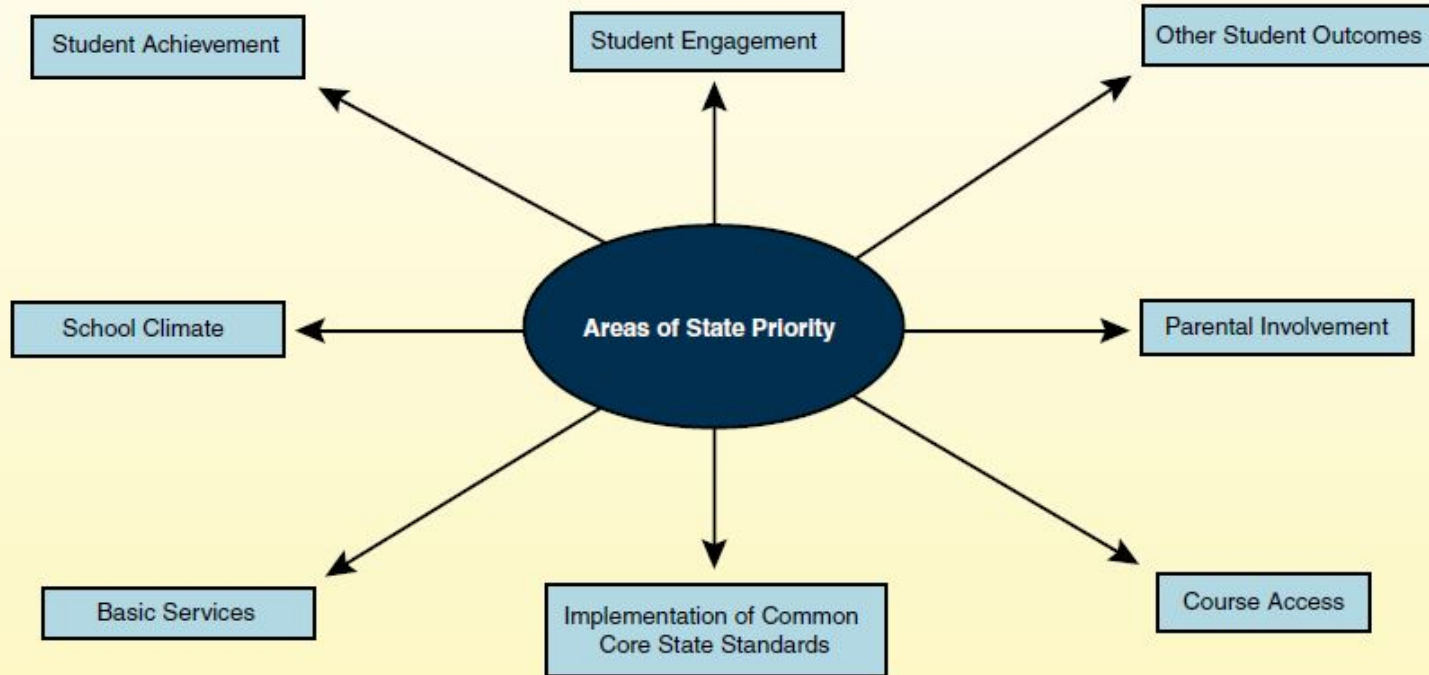 Student Achievement
Student Engagement
Other Student Outcomes
School Climate
Areas of State Priority
Parental Involvement
Basic Services
Implementation of Common
Core State Standards
Course Access